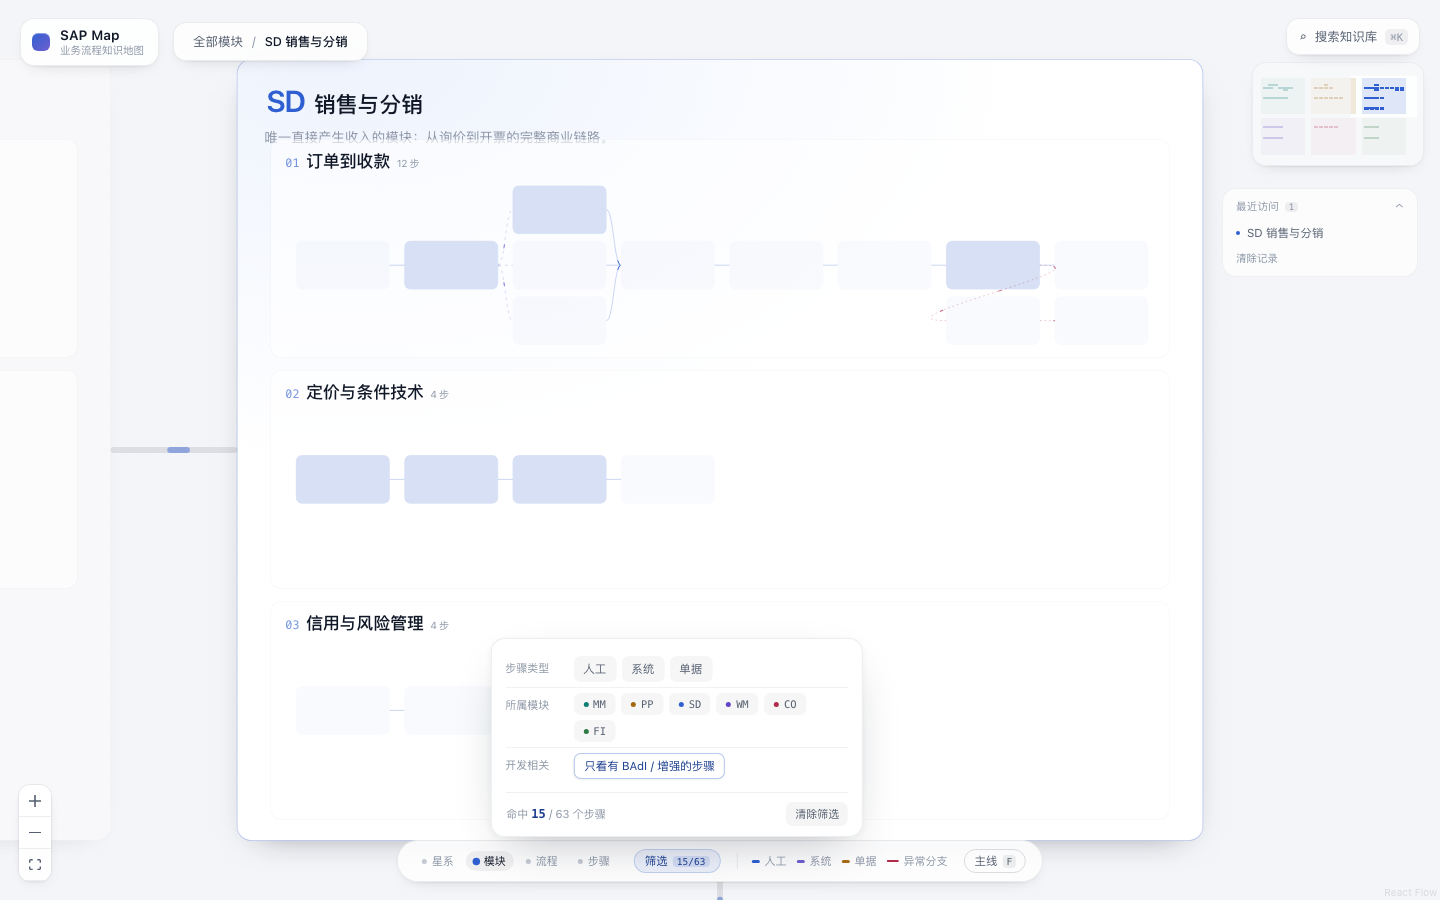 SAP Map
业务流程知识地图
全部模块 / SD 销售与分销
搜索知识库 ⌘K
SD 销售与分销
唯一直接产生收入的模块：从询价到开票的完整商业链路。
01 订单到收款 12 步
02 定价与条件技术 4 步
03 信用与风险管理 4 步
最近访问 1
SD 销售与分销
清除记录
步骤类型 人工 系统 单据
所属模块 MM PP SD WM CO
FI
开发相关 只看有 BAdI / 增强的步骤
命中 15 / 63 个步骤 清除筛选
星系 模块 流程 步骤 筛选 15/63 人工 系统 单据 异常分支 主线 F
React Flow